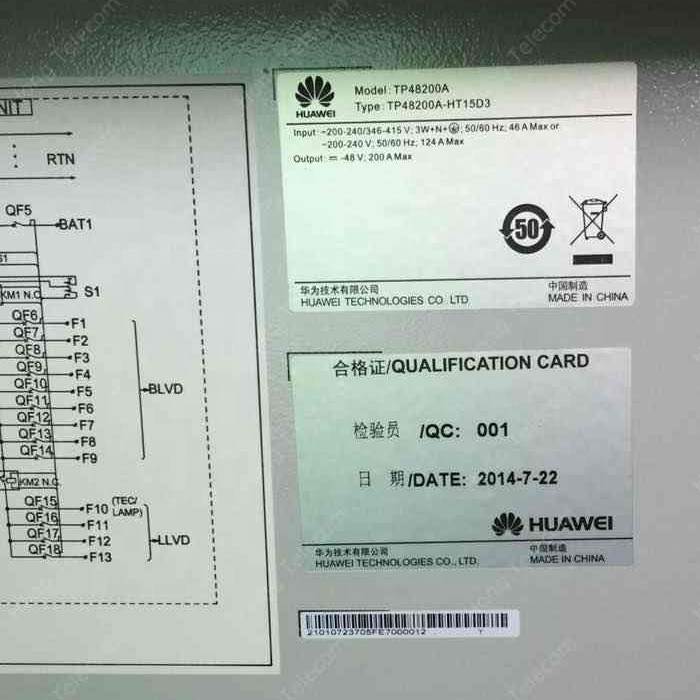 NIT
RTN
QF5
BAT1
S1
KM1 N.C
S1
QF6
F1
QF7
F2
QF8
F3
QF9
F4
QF10
F5
QF11
F6
QF12
F7
QF13
F8
QF14
F9
BLVD
KM2 N.C
QF15
F10 (TEC/
LAMP)
QF16
F11
QF17
F12
QF18
F13
LLVD
HUAWEI
Model: TP48200A
Type: TP48200A-HT15D3
Input: ~200-240/346-415 V; 3W+N+⏚; 50/60 Hz; 46 A Max or
~200-240 V; 50/60 Hz; 124 A Max
Output: ⎓ -48 V; 200 A Max
50
华为技术有限公司
HUAWEI TECHNOLOGIES CO LTD
中国制造
MADE IN CHINA
合格证/QUALIFICATION CARD
检验员 /QC: 001
日 期/DATE: 2014-7-22
HUAWEI
华为技术有限公司
HUAWEI TECHNOLOGIES CO., LTD.
中国制造
MADE IN CHINA
21010723705FE7000012 Y